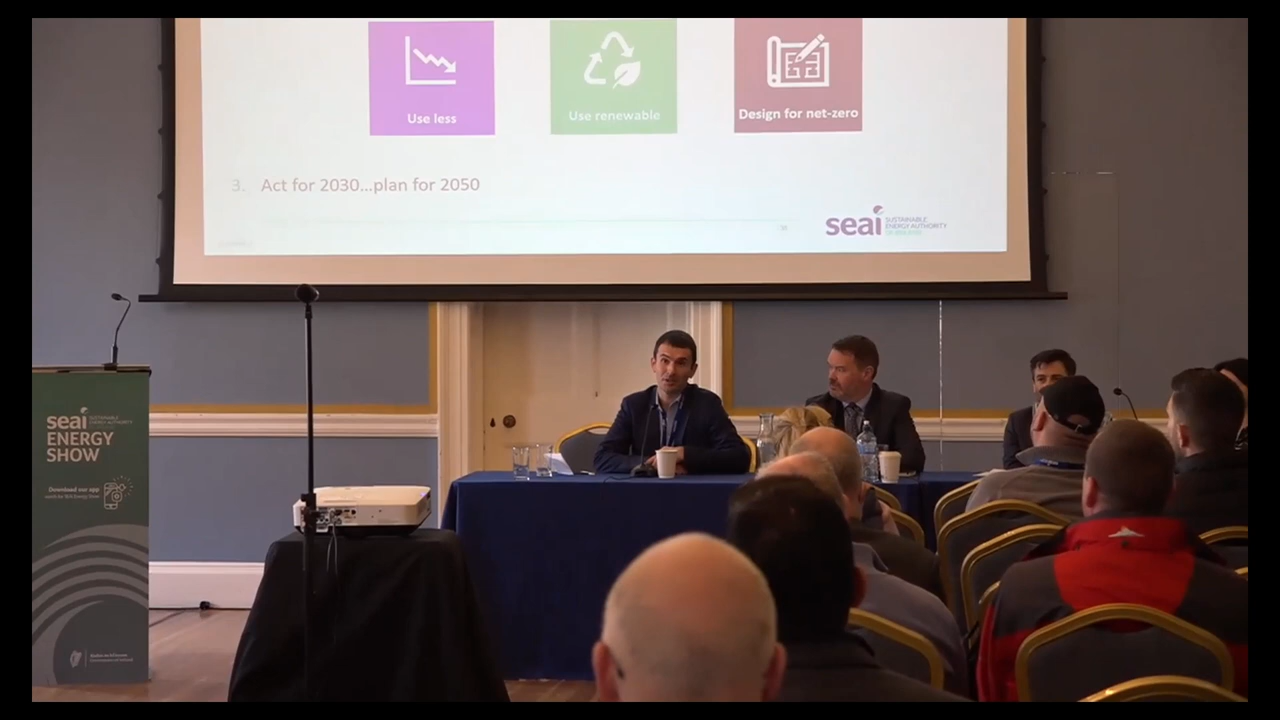 Use less
Use renewable
Design for net-zero
3. Act for 2030...plan for 2050
seai SUSTAINABLE
ENERGY AUTHORITY
OF IRELAND
seai SUSTAINABLE
ENERGY AUTHORITY
ENERGY
SHOW
Download our app